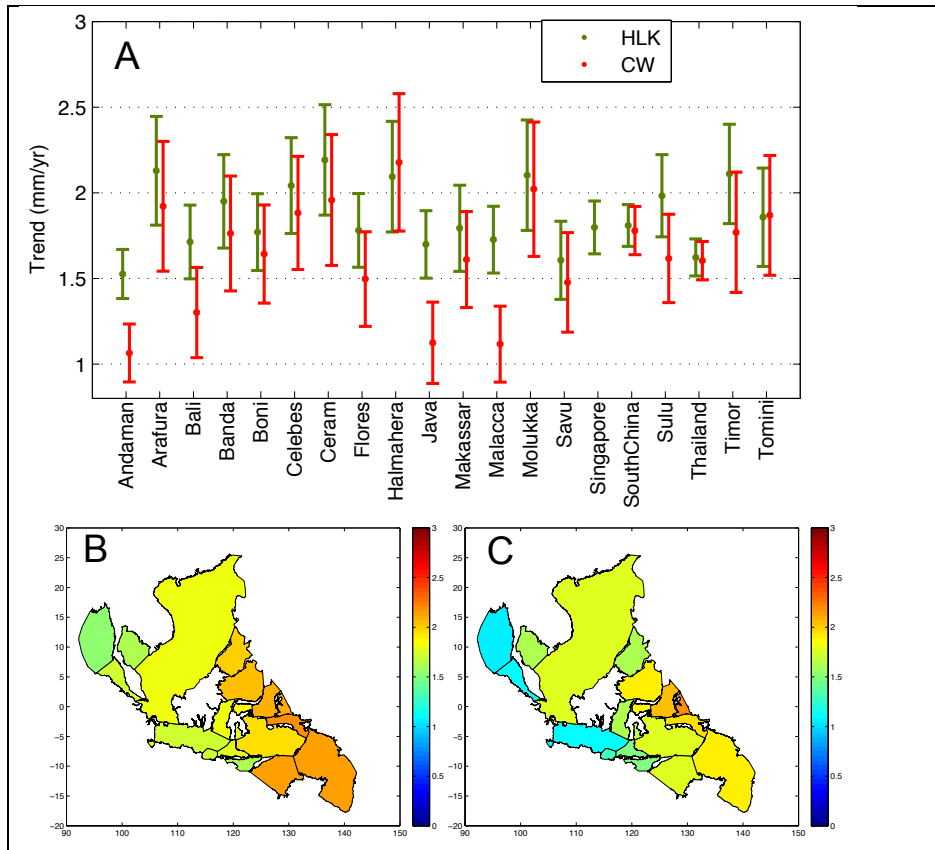 A
HLK
CW
3
2.5
2
1.5
1
Trend (mm/yr)
Andaman
Arafura
Bali
Banda
Boni
Celebes
Ceram
Flores
Halmahera
Java
Makassar
Malacca
Molukka
Savu
Singapore
SouthChina
Sulu
Thailand
Timor
Tomini
B
30
25
20
15
10
5
0
−5
−10
−15
−20
90 100 110 120 130 140 150
3
2.5
2
1.5
1
0.5
0
C
30
25
20
15
10
5
0
−5
−10
−15
−20
90 100 110 120 130 140 150
3
2.5
2
1.5
1
0.5
0